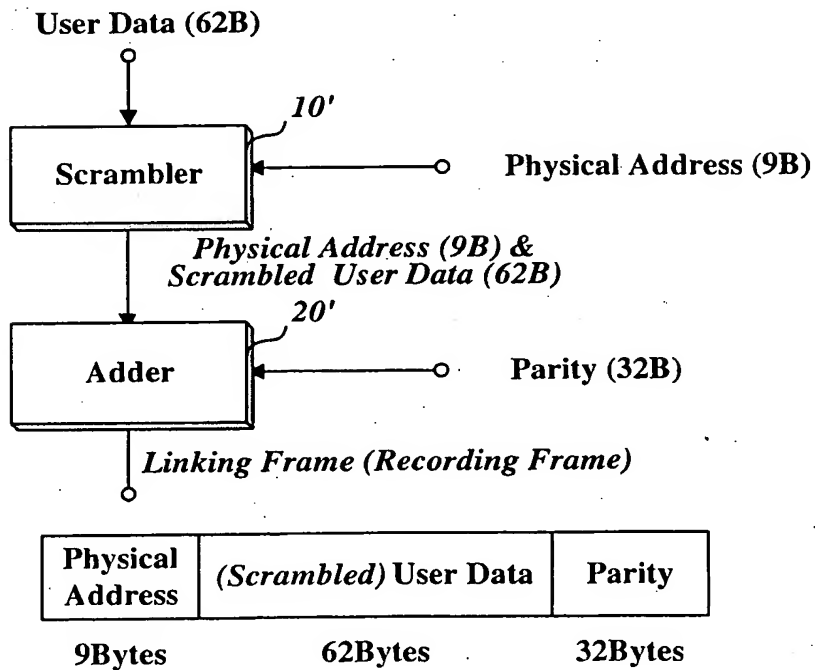 User Data (62B)
10'
Scrambler
Physical Address (9B)
Physical Address (9B) &
Scrambled User Data (62B)
20'
Adder
Parity (32B)
Linking Frame (Recording Frame)
Physical Address
(Scrambled) User Data
Parity
9Bytes
62Bytes
32Bytes